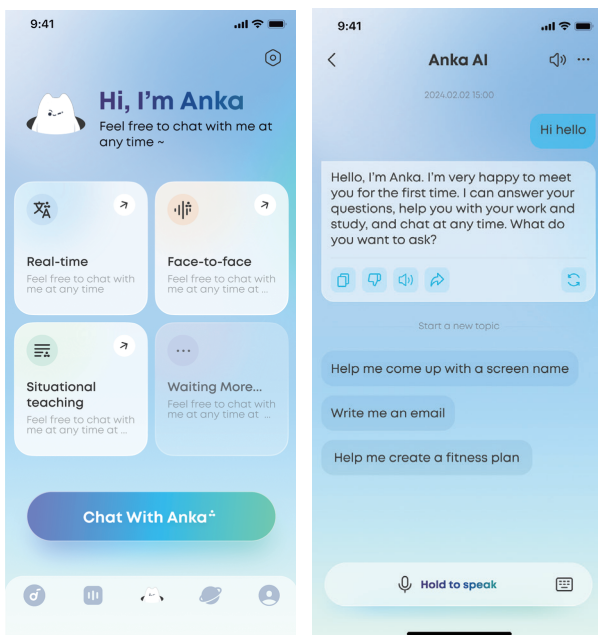 9:41
Hi, I'm Anka
Feel free to chat with me at
any time ~
Real-time
Feel free to chat with
me at any time
Face-to-face
Feel free to chat with
me at any time at ...
Situational
teaching
Feel free to chat with
me at any time at ...
Waiting More...
Feel free to chat with
me at any time at ...
Chat With Anka
9:41
Anka AI
2024.02.02 15:00
Hi hello
Hello, I'm Anka. I'm very happy to meet
you for the first time. I can answer your
questions, help you with your work and
study, and chat at any time. What do
you want to ask?
Start a new topic
Help me come up with a screen name
Write me an email
Help me create a fitness plan
Hold to speak